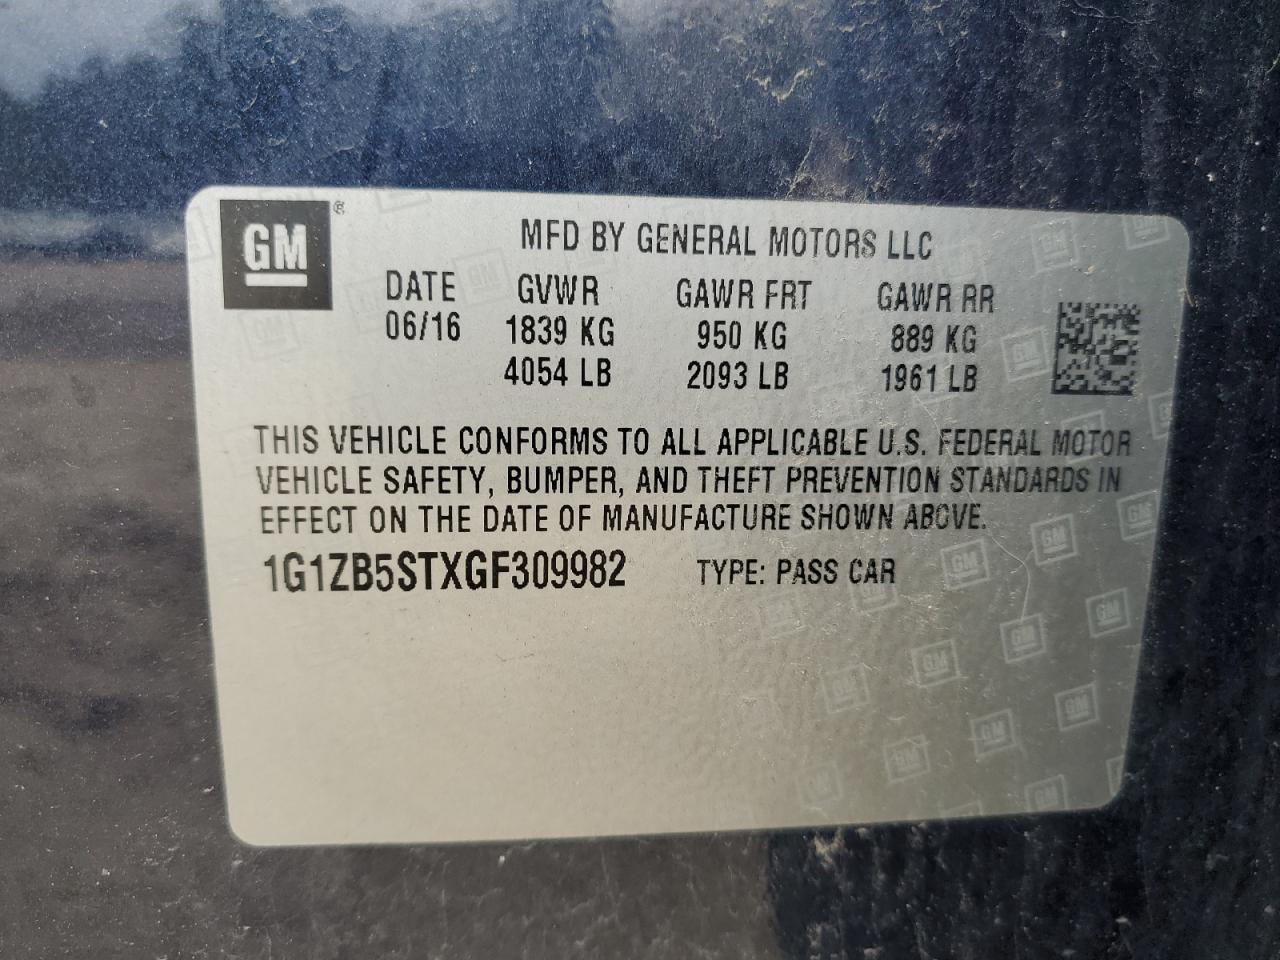 GM ®
MFD BY GENERAL MOTORS LLC
DATE GVWR GAWR FRT GAWR RR
06/16 1839 KG 950 KG 889 KG
4054 LB 2093 LB 1961 LB
THIS VEHICLE CONFORMS TO ALL APPLICABLE U.S. FEDERAL MOTOR
VEHICLE SAFETY, BUMPER, AND THEFT PREVENTION STANDARDS IN
EFFECT ON THE DATE OF MANUFACTURE SHOWN ABOVE.
1G1ZB5STXGF309982 TYPE: PASS CAR